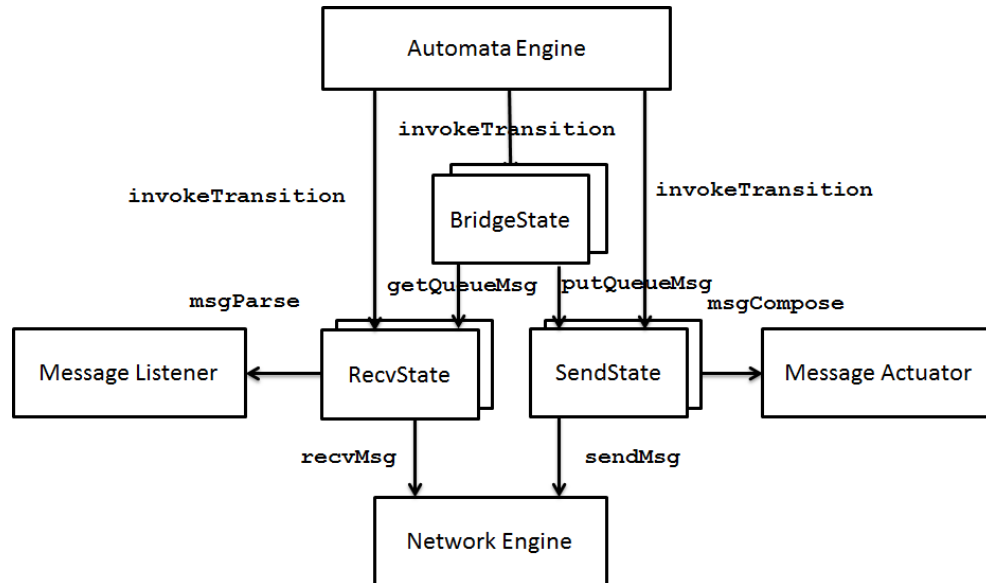 Automata Engine
invokeTransition
invokeTransition
invokeTransition
BridgeState
getQueueMsg
putQueueMsg
msgParse
msgCompose
Message Listener
RecvState
SendState
Message Actuator
recvMsg
sendMsg
Network Engine